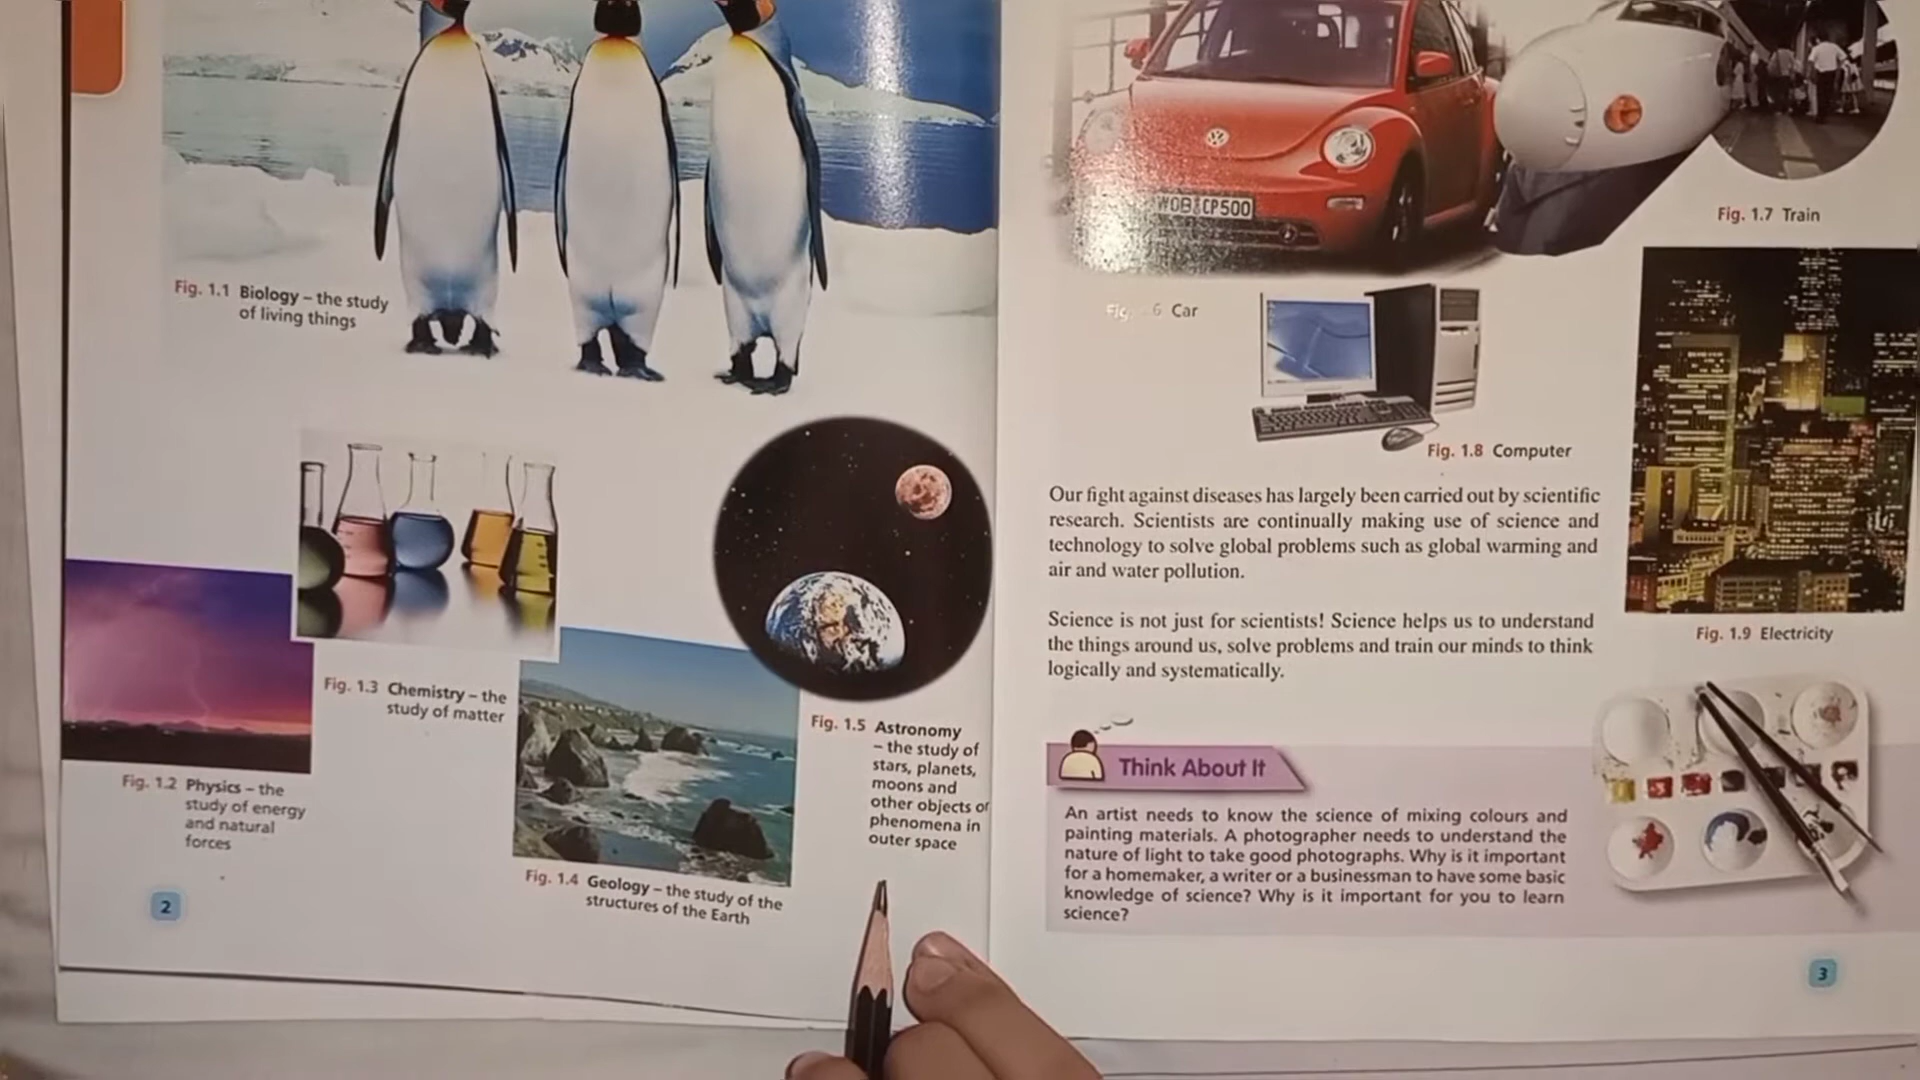 Fig. 1.1 Biology – the study
of living things
Fig. 1.3 Chemistry – the
study of matter
Fig. 1.2 Physics – the
study of energy
and natural
forces
Fig. 1.4 Geology – the study of the
structures of the Earth
Fig. 1.5 Astronomy
– the study of
stars, planets,
moons and
other objects or
phenomena in
outer space
2
WOB CP500
Fig. 1.7 Train
6 Car
Fig. 1.8 Computer
Our fight against diseases has largely been carried out by scientific
research. Scientists are continually making use of science and
technology to solve global problems such as global warming and
air and water pollution.
Science is not just for scientists! Science helps us to understand
the things around us, solve problems and train our minds to think
logically and systematically.
Fig. 1.9 Electricity
Think About It
An artist needs to know the science of mixing colours and
painting materials. A photographer needs to understand the
nature of light to take good photographs. Why is it important
for a homemaker, a writer or a businessman to have some basic
knowledge of science? Why is it important for you to learn
science?
3